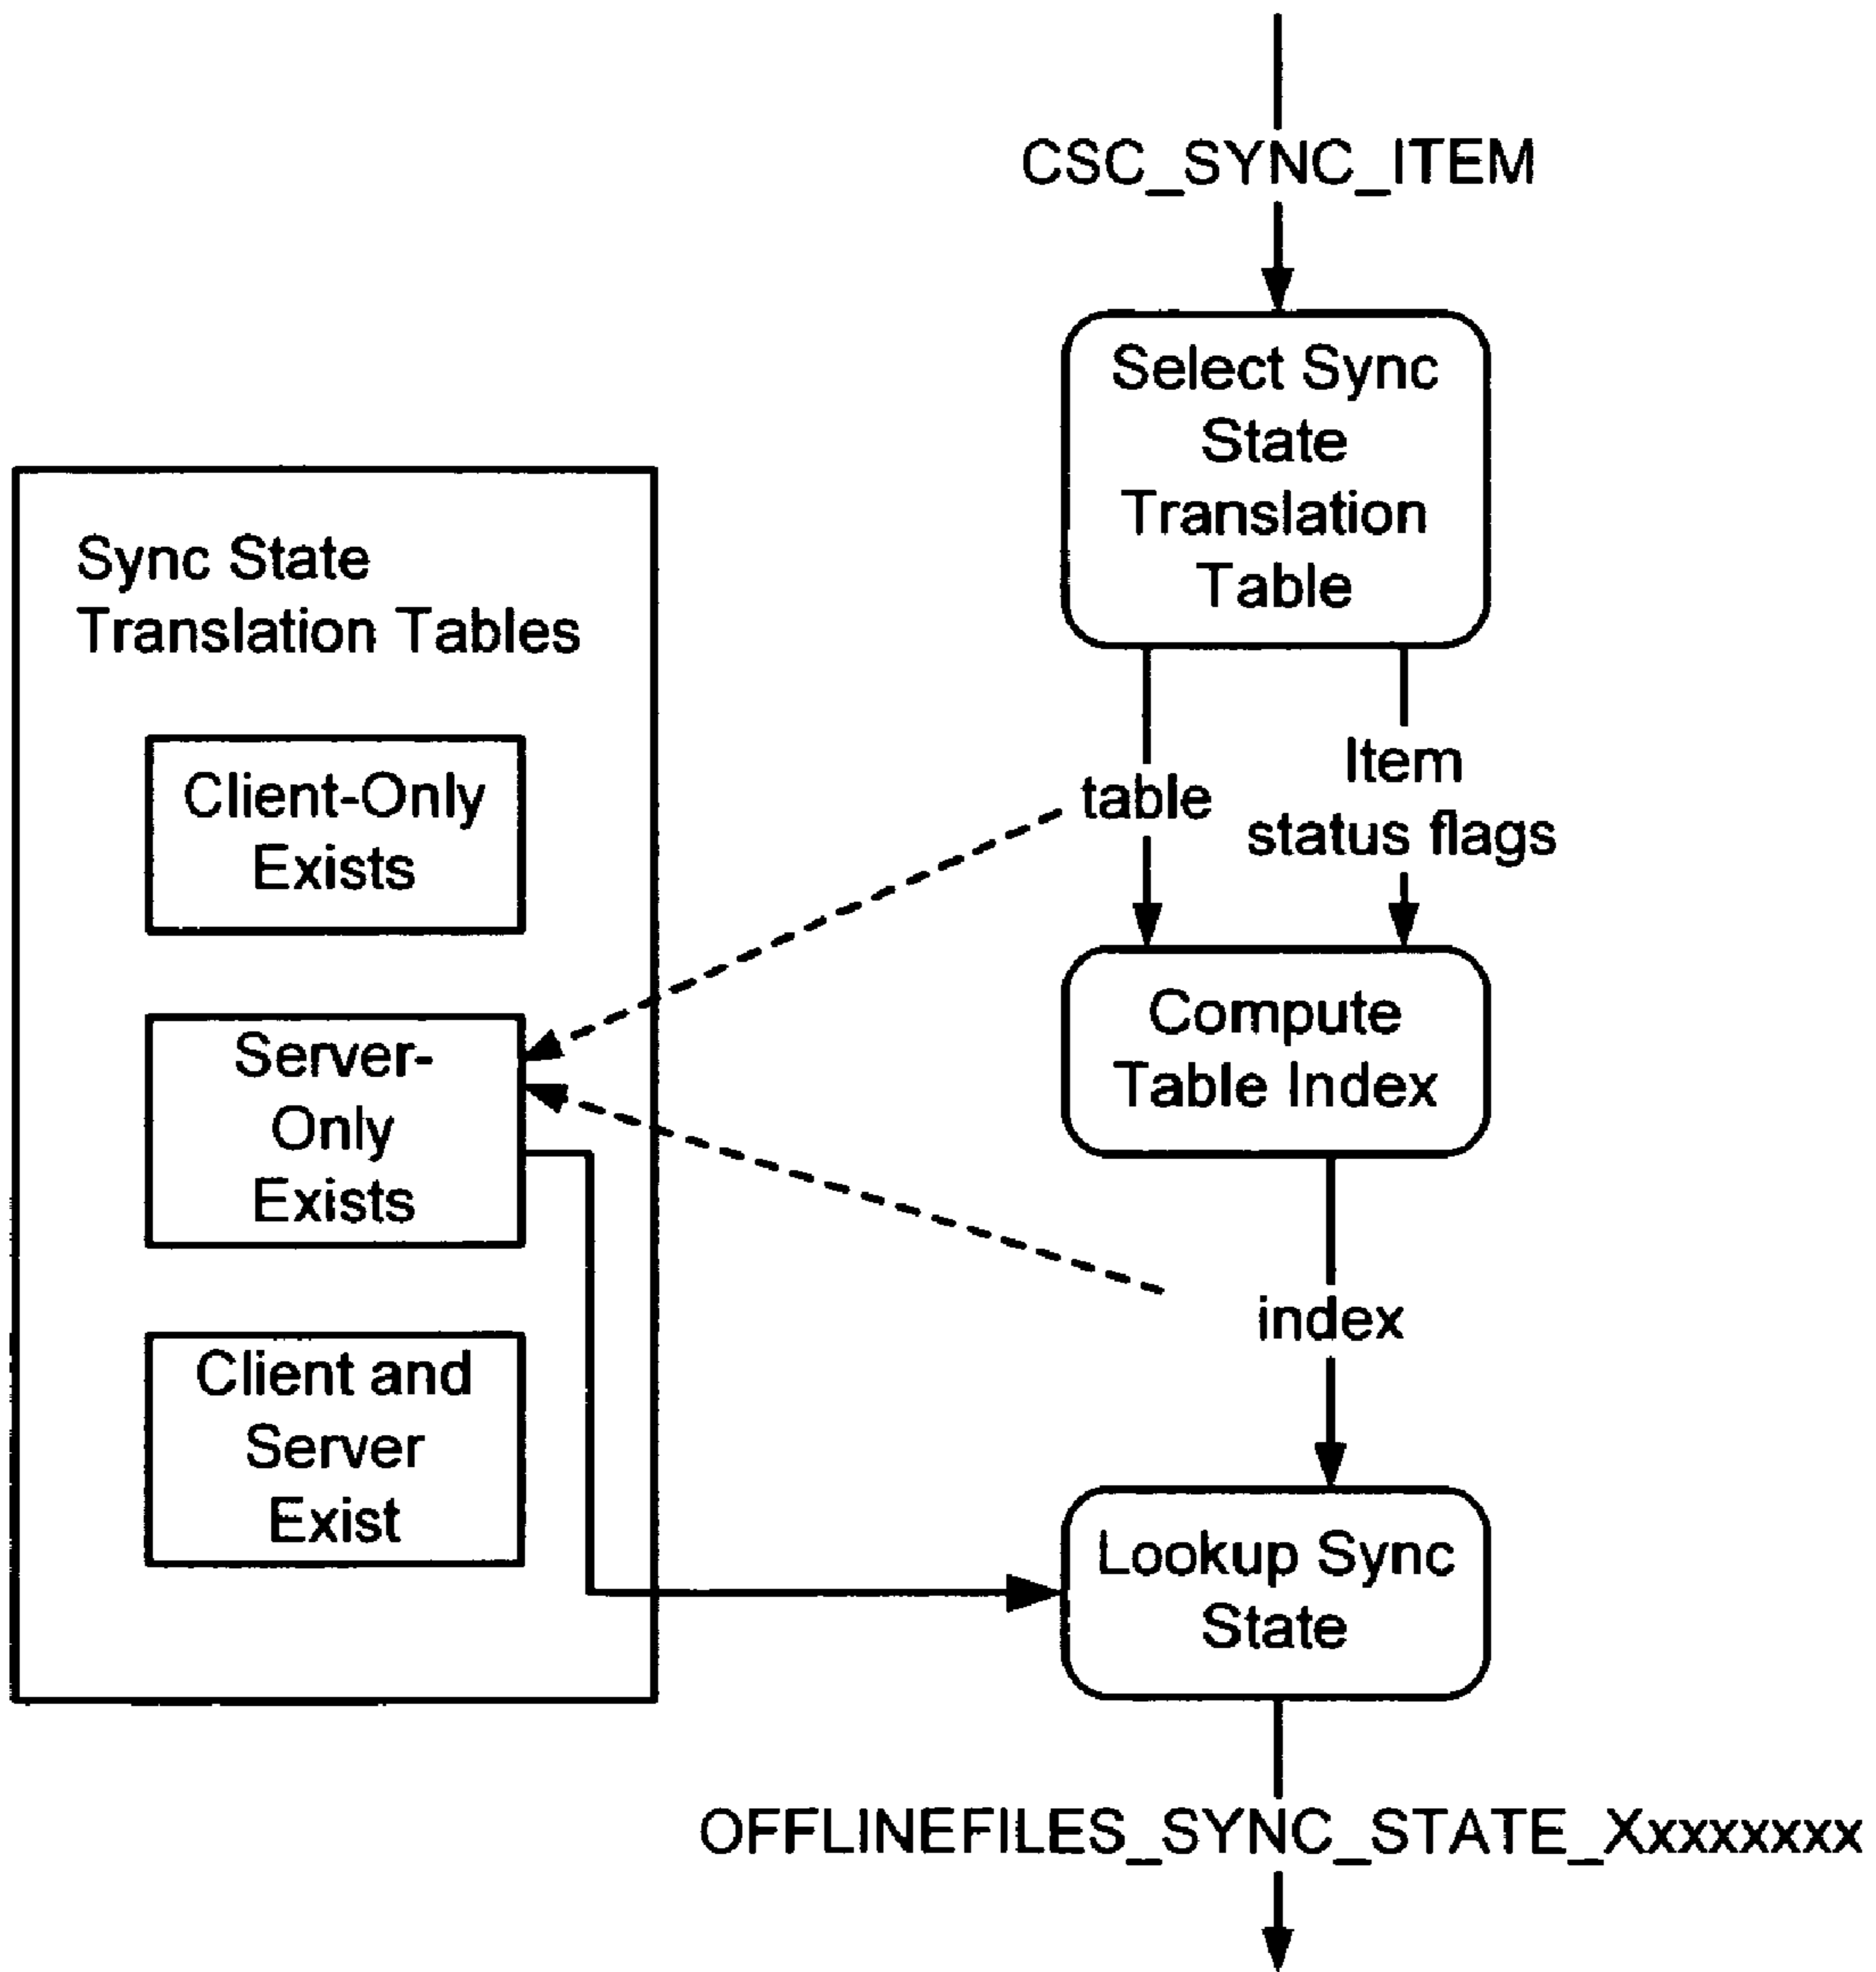 CSC_SYNC_ITEM
Select Sync
State
Translation
Table
Sync State
Translation Tables
Client-Only
Exists
table
Item
status flags
Server-
Only
Exists
Compute
Table Index
index
Client and
Server
Exist
Lookup Sync
State
OFFLINEFILES_SYNC_STATE_Xxxxxxxx